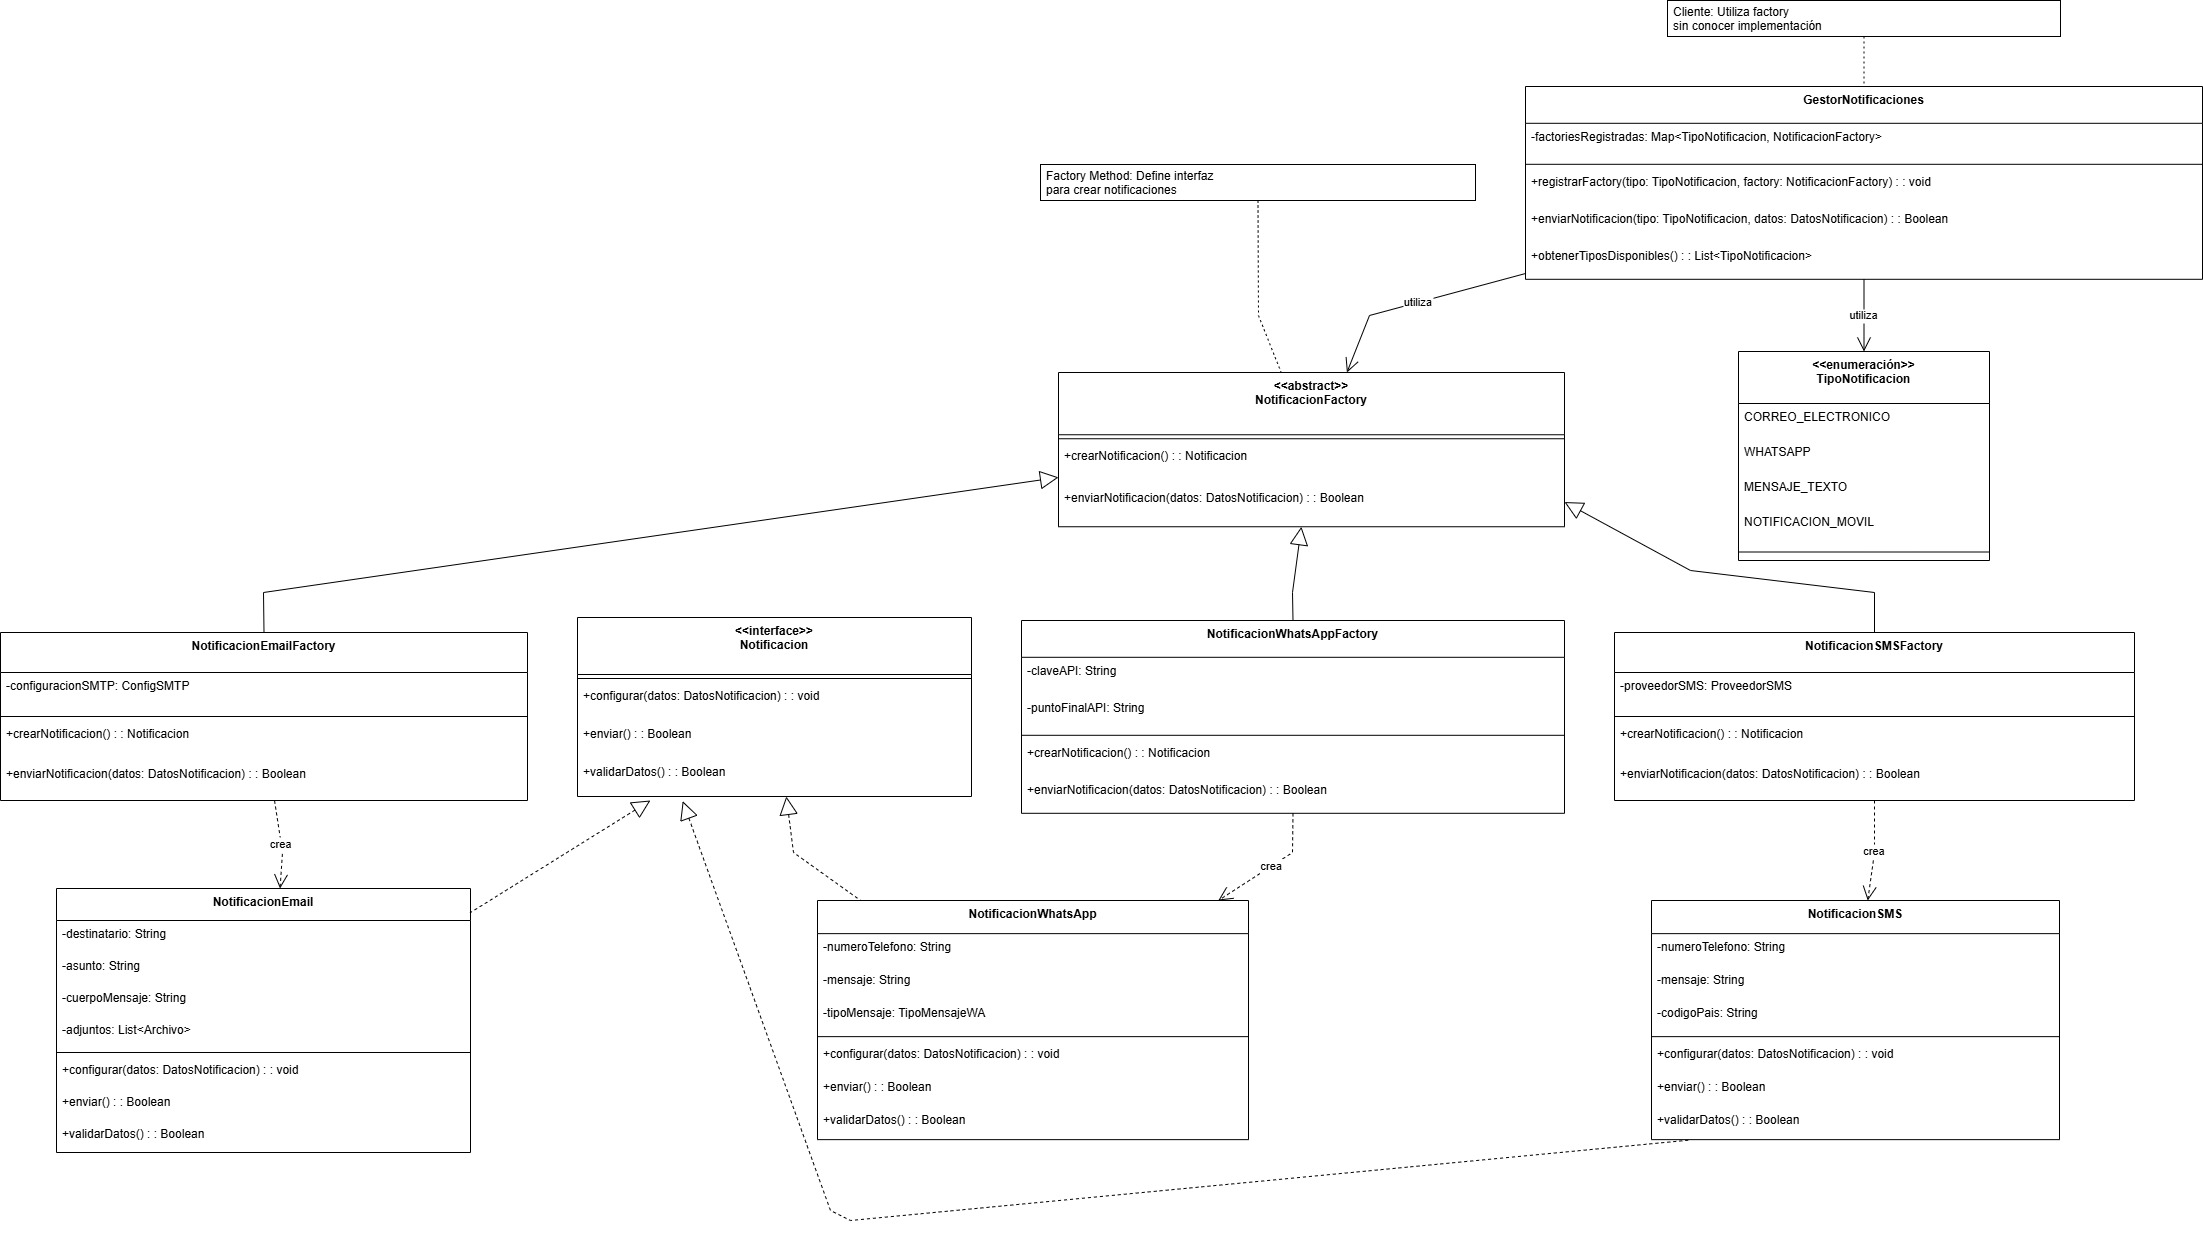 Cliente: Utiliza factory
sin conocer implementación
GestorNotificaciones
-factoriesRegistradas: Map<TipoNotificacion, NotificacionFactory>
+registrarFactory(tipo: TipoNotificacion, factory: NotificacionFactory) : : void
+enviarNotificacion(tipo: TipoNotificacion, datos: DatosNotificacion) : : Boolean
+obtenerTiposDisponibles() : : List<TipoNotificacion>
Factory Method: Define interfaz
para crear notificaciones
utiliza
utiliza
<<abstract>>
NotificacionFactory
+crearNotificacion() : : Notificacion
+enviarNotificacion(datos: DatosNotificacion) : : Boolean
<<enumeración>>
TipoNotificacion
CORREO_ELECTRONICO
WHATSAPP
MENSAJE_TEXTO
NOTIFICACION_MOVIL
NotificacionEmailFactory
-configuracionSMTP: ConfigSMTP
+crearNotificacion() : : Notificacion
+enviarNotificacion(datos: DatosNotificacion) : : Boolean
<<interface>>
Notificacion
+configurar(datos: DatosNotificacion) : : void
+enviar() : : Boolean
+validarDatos() : : Boolean
NotificacionWhatsAppFactory
-claveAPI: String
-puntoFinalAPI: String
+crearNotificacion() : : Notificacion
+enviarNotificacion(datos: DatosNotificacion) : : Boolean
NotificacionSMSFactory
-proveedorSMS: ProveedorSMS
+crearNotificacion() : : Notificacion
+enviarNotificacion(datos: DatosNotificacion) : : Boolean
crea
crea
crea
NotificacionEmail
-destinatario: String
-asunto: String
-cuerpoMensaje: String
-adjuntos: List<Archivo>
+configurar(datos: DatosNotificacion) : : void
+enviar() : : Boolean
+validarDatos() : : Boolean
NotificacionWhatsApp
-numeroTelefono: String
-mensaje: String
-tipoMensaje: TipoMensajeWA
+configurar(datos: DatosNotificacion) : : void
+enviar() : : Boolean
+validarDatos() : : Boolean
NotificacionSMS
-numeroTelefono: String
-mensaje: String
-codigoPais: String
+configurar(datos: DatosNotificacion) : : void
+enviar() : : Boolean
+validarDatos() : : Boolean